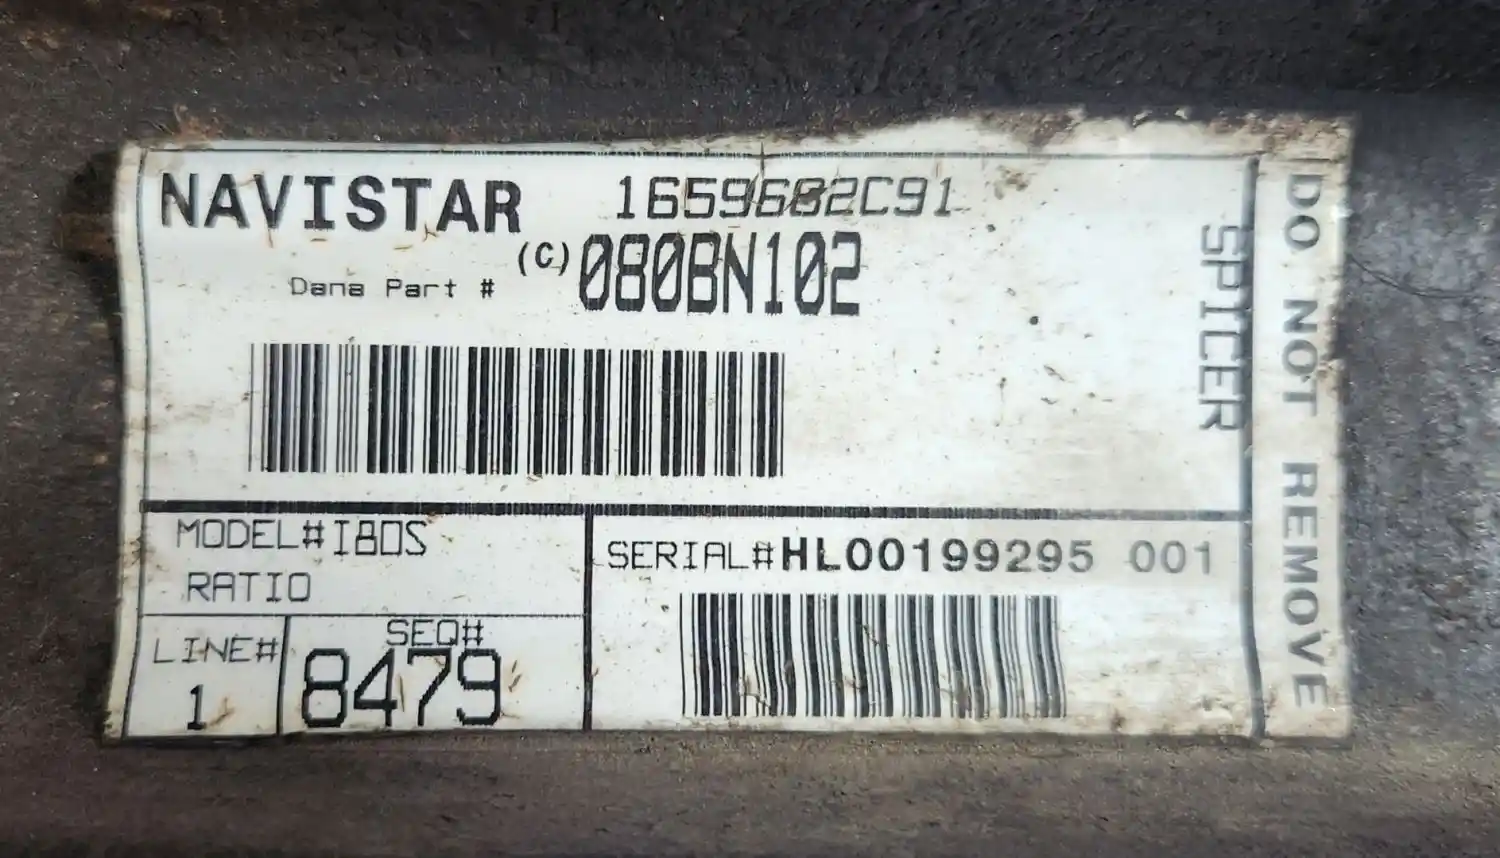 NAVISTAR 1659682C91
Dana Part # (C) 080BN102
SPICER
DO NOT REMOVE
MODEL# I80S
RATIO
SERIAL# HL00199295 001
LINE# SEQ#
1 8479